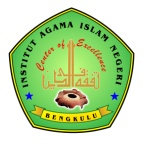 INSTITUT AGAMA ISLAM NEGERI
Center of Excellence
BENGKULU